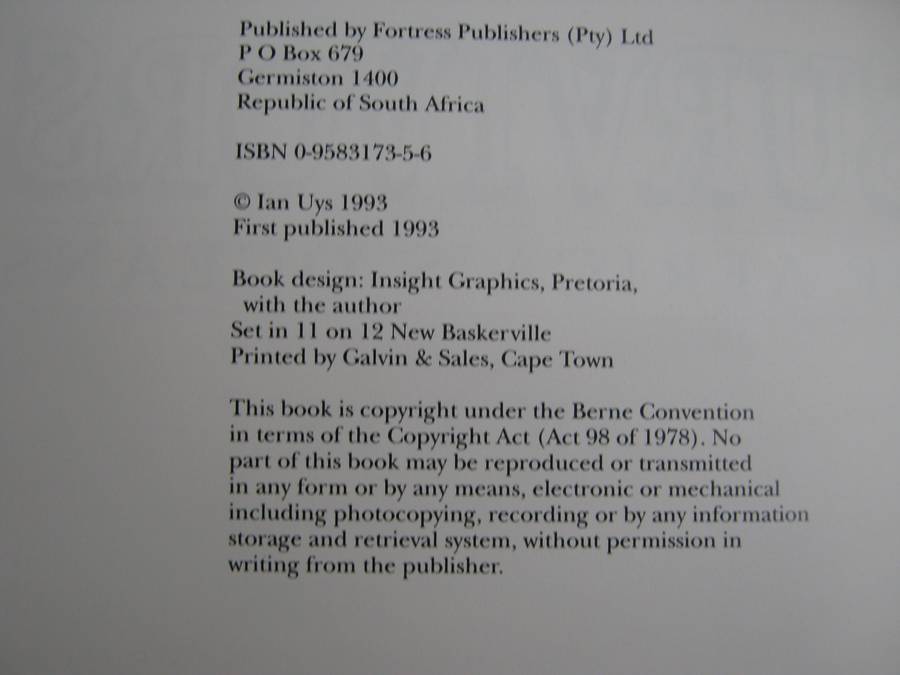 Published by Fortress Publishers (Pty) Ltd
P O Box 679
Germiston 1400
Republic of South Africa
ISBN 0-9583173-5-6
© Ian Uys 1993
First published 1993
Book design: Insight Graphics, Pretoria,
with the author
Set in 11 on 12 New Baskerville
Printed by Galvin & Sales, Cape Town
This book is copyright under the Berne Convention
in terms of the Copyright Act (Act 98 of 1978). No
part of this book may be reproduced or transmitted
in any form or by any means, electronic or mechanical
including photocopying, recording or by any information
storage and retrieval system, without permission in
writing from the publisher.